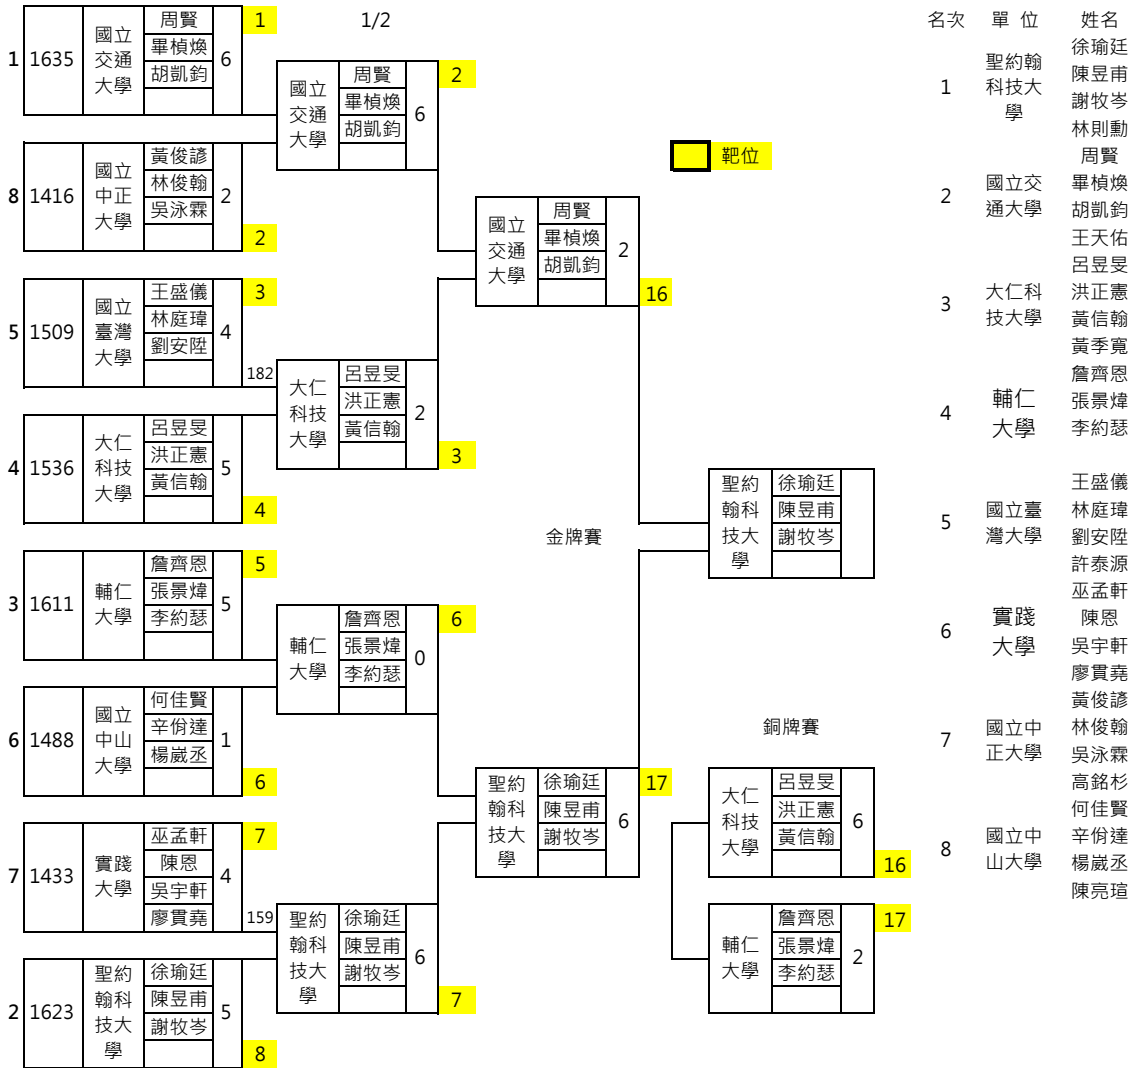 1/2
1
1 1635 國立交通大學 周賢 畢楨煥 胡凱鈞 6
8 1416 國立中正大學 黃俊諺 林俊翰 吳泳霖 2
2
3
5 1509 國立臺灣大學 王盛儀 林庭瑋 劉安陞 4
182
4 1536 大仁科技大學 呂昱旻 洪正憲 黃信翰 5
4
5
3 1611 輔仁大學 詹齊恩 張景煒 李約瑟 5
6 1488 國立中山大學 何佳賢 辛佾達 楊崴丞 1
6
7
7 1433 實踐大學 巫孟軒 陳恩 吳宇軒 廖貫堯 4
159
2 1623 聖約翰科技大學 徐瑜廷 陳昱甫 謝牧岑 5
8
2
國立交通大學 周賢 畢楨煥 胡凱鈞 6
大仁科技大學 呂昱旻 洪正憲 黃信翰 2
3
6
輔仁大學 詹齊恩 張景煒 李約瑟 0
聖約翰科技大學 徐瑜廷 陳昱甫 謝牧岑 6
7
國立交通大學 周賢 畢楨煥 胡凱鈞 2
16
17
聖約翰科技大學 徐瑜廷 陳昱甫 謝牧岑 6
靶位
金牌賽
聖約翰科技大學 徐瑜廷 陳昱甫 謝牧岑
銅牌賽
大仁科技大學 呂昱旻 洪正憲 黃信翰 6
16
17
輔仁大學 詹齊恩 張景煒 李約瑟 2
名次 單 位 姓名
1 聖約翰科技大學 徐瑜廷 陳昱甫 謝牧岑 林則勳
2 國立交通大學 周賢 畢楨煥 胡凱鈞 王天佑
3 大仁科技大學 呂昱旻 洪正憲 黃信翰 黃季寬
4 輔仁大學 詹齊恩 張景煒 李約瑟
5 國立臺灣大學 王盛儀 林庭瑋 劉安陞 許泰源
6 實踐大學 巫孟軒 陳恩 吳宇軒 廖貫堯
7 國立中正大學 黃俊諺 林俊翰 吳泳霖 高銘杉
8 國立中山大學 何佳賢 辛佾達 楊崴丞 陳亮瑄